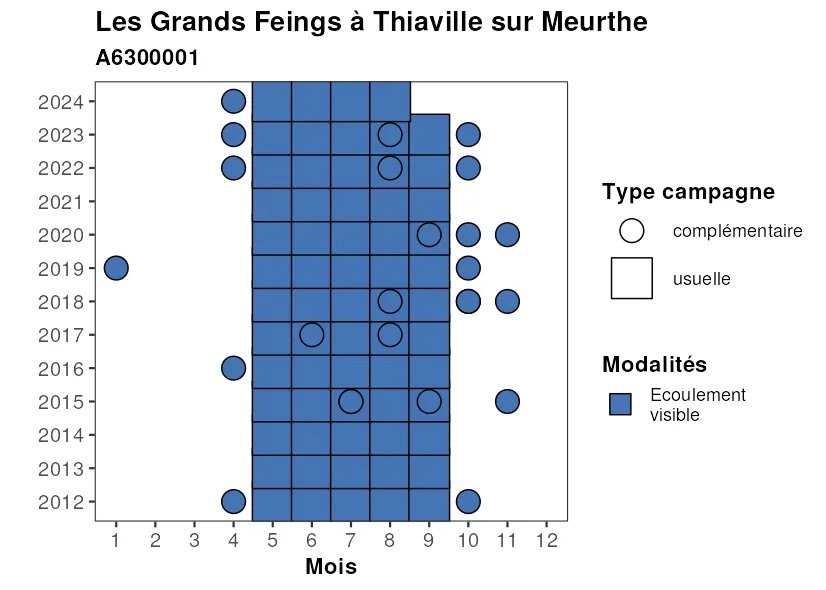 Les Grands Feings à Thiaville sur Meurthe
A6300001
2024
2023
2022
2021
2020
2019
2018
2017
2016
2015
2014
2013
2012
1 2 3 4 5 6 7 8 9 10 11 12
Mois
Type campagne
complémentaire
usuelle
Modalités
Ecoulement
visible